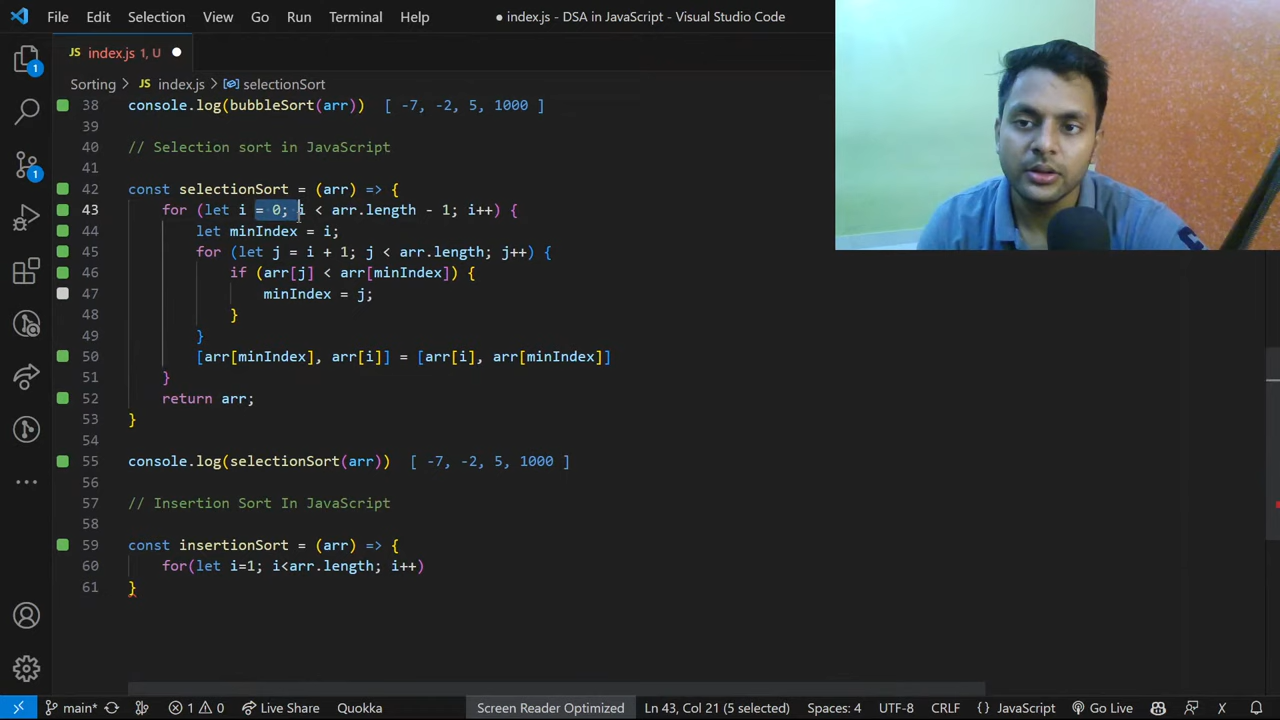 File Edit Selection View Go Run Terminal Help ● index.js - DSA in JavaScript - Visual Studio Code
JS index.js 1, U ●
Sorting > JS index.js > selectionSort
38 console.log(bubbleSort(arr)) [ -7, -2, 5, 1000 ]
39
40 // Selection sort in JavaScript
41
42 const selectionSort = (arr) => {
43 for (let i = 0; i < arr.length - 1; i++) {
44 let minIndex = i;
45 for (let j = i + 1; j < arr.length; j++) {
46 if (arr[j] < arr[minIndex]) {
47 minIndex = j;
48 }
49 }
50 [arr[minIndex], arr[i]] = [arr[i], arr[minIndex]]
51 }
52 return arr;
53 }
54
55 console.log(selectionSort(arr)) [ -7, -2, 5, 1000 ]
56
57 // Insertion Sort In JavaScript
58
59 const insertionSort = (arr) => {
60 for(let i=1; i<arr.length; i++)
61 }
1
1
main* 1 0 Live Share Quokka Screen Reader Optimized Ln 43, Col 21 (5 selected) Spaces: 4 UTF-8 CRLF { } JavaScript Go Live X